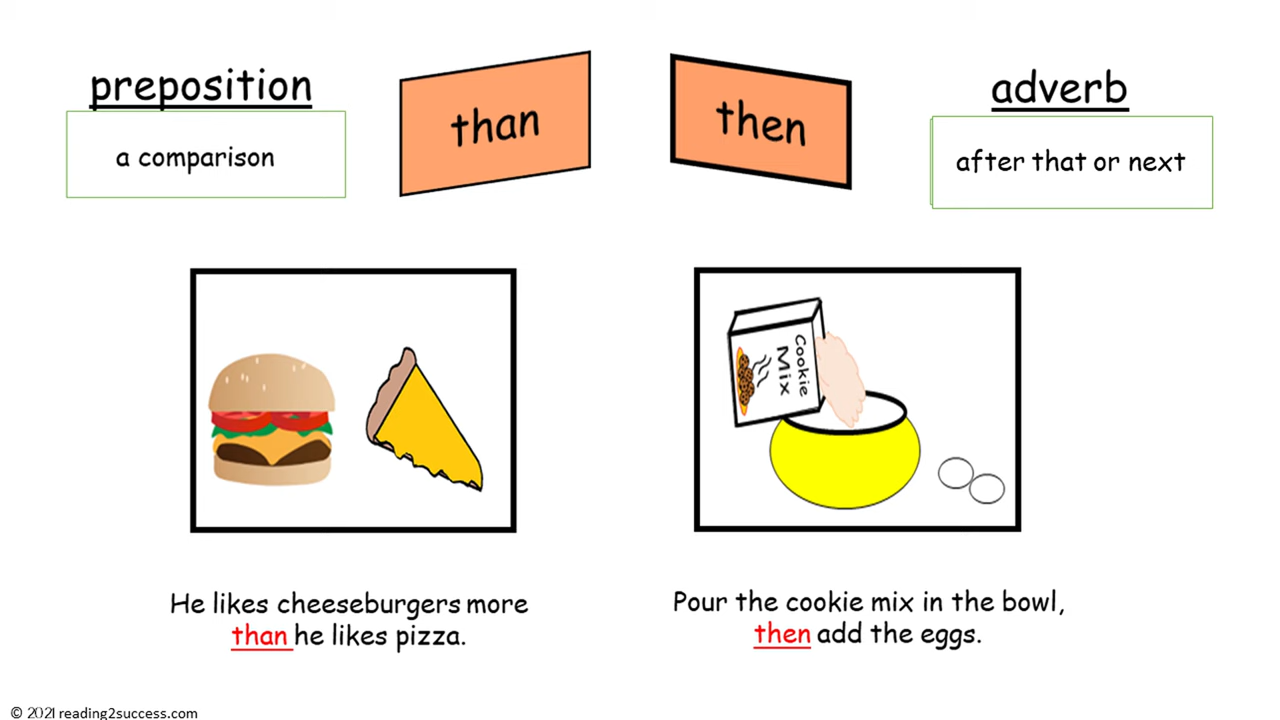 preposition
a comparison
than
then
adverb
after that or next
Cookie
Mix
He likes cheeseburgers more
than he likes pizza.
Pour the cookie mix in the bowl,
then add the eggs.
© 2021 reading2success.com